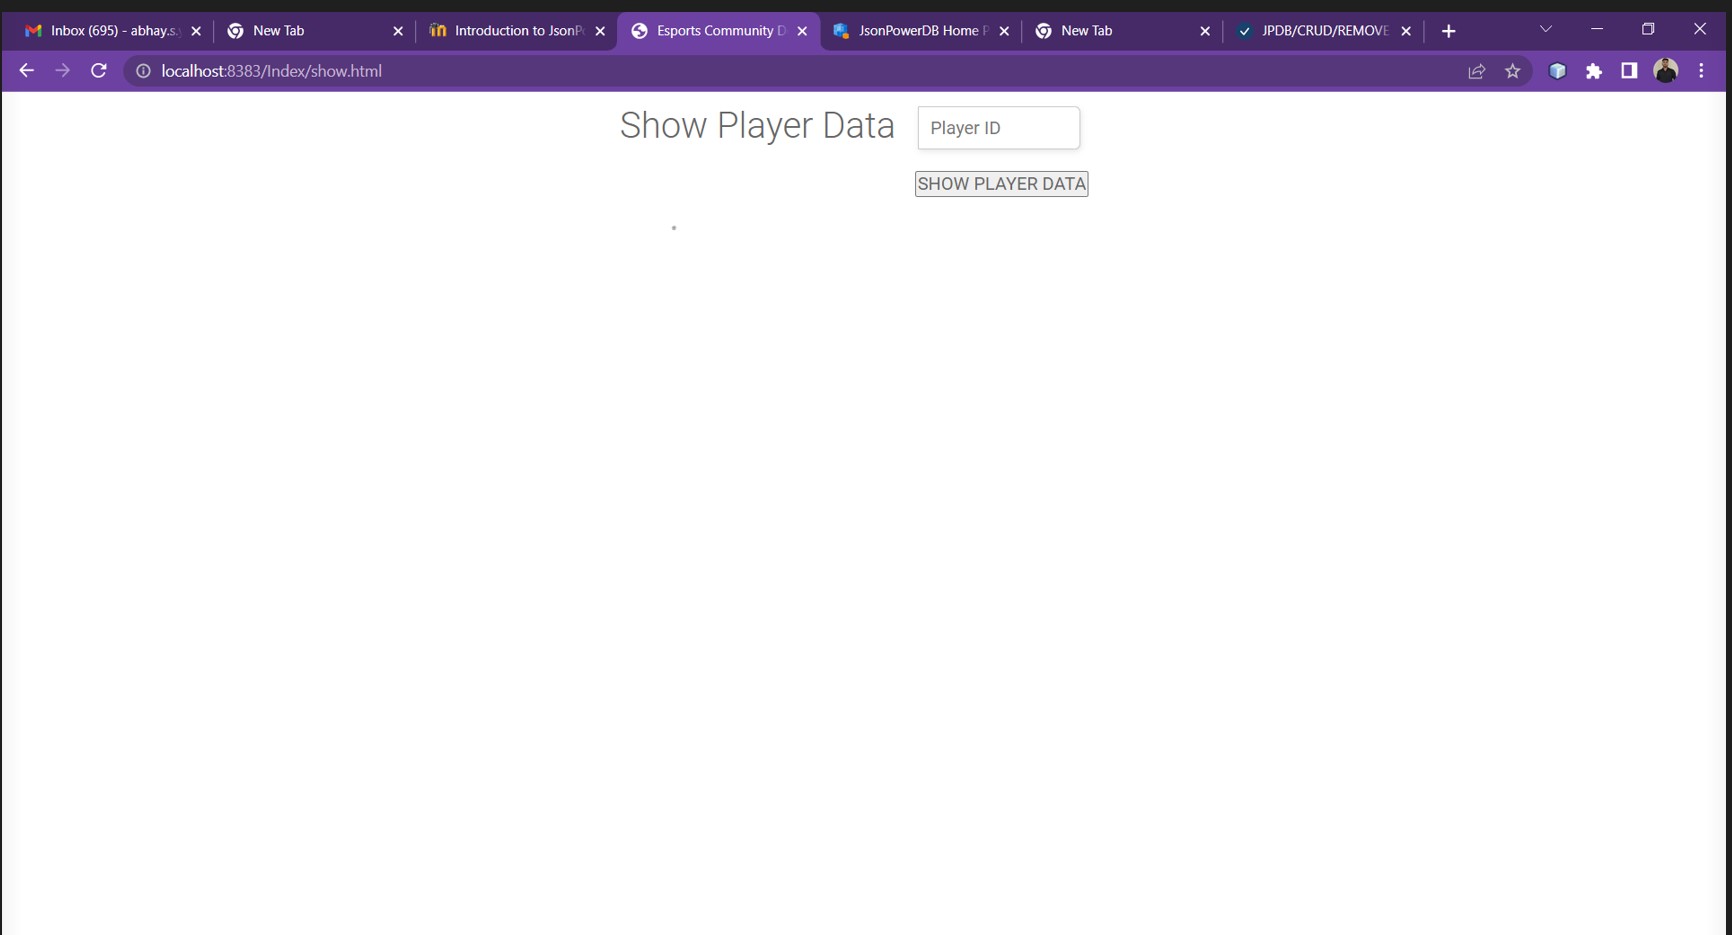 Inbox (695) - abhay.s.
New Tab
Introduction to JsonP
Esports Community D
JsonPowerDB Home P
New Tab
JPDB/CRUD/REMOVE
localhost:8383/Index/show.html
Show Player Data
Player ID
SHOW PLAYER DATA